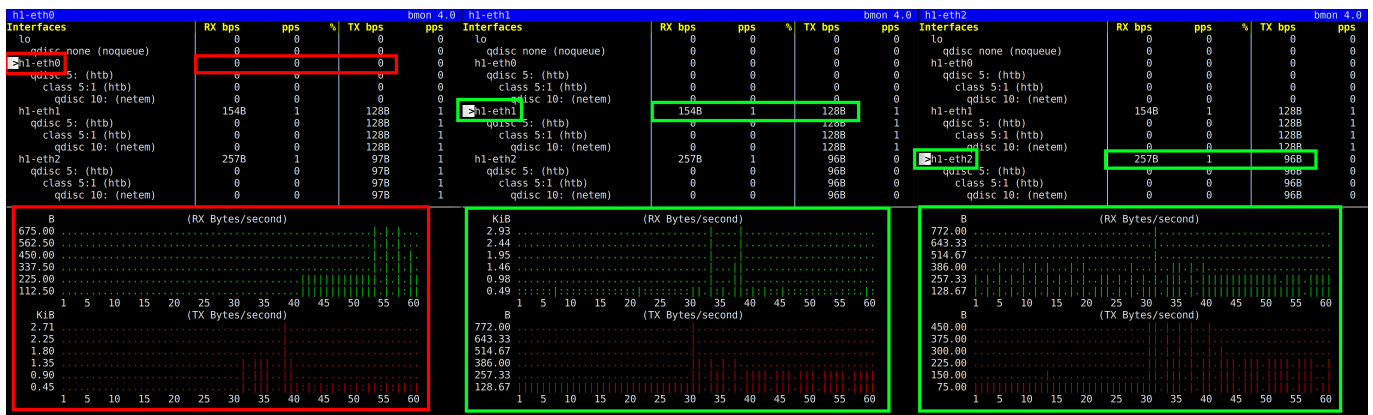 h1-eth0 bmon 4.0
Interfaces RX bps pps % TX bps pps
lo 0 0 0 0
qdisc none (noqueue) 0 0 0 0
>h1-eth0 0 0 0 0
qdisc 5: (htb) 0 0 0 0
class 5:1 (htb) 0 0 0 0
qdisc 10: (netem) 0 0 0 0
h1-eth1 154B 1 128B 1
qdisc 5: (htb) 0 0 128B 1
class 5:1 (htb) 0 0 128B 1
qdisc 10: (netem) 0 0 128B 1
h1-eth2 257B 1 97B 1
qdisc 5: (htb) 0 0 97B 1
class 5:1 (htb) 0 0 97B 1
qdisc 10: (netem) 0 0 97B 1
B (RX Bytes/second)
675.00
562.50
450.00
337.50
225.00
112.50
1 5 10 15 20 25 30 35 40 45 50 55 60
KiB (TX Bytes/second)
2.71
2.25
1.80
1.35
0.90
0.45
1 5 10 15 20 25 30 35 40 45 50 55 60
h1-eth1 bmon 4.0
Interfaces RX bps pps % TX bps pps
lo 0 0 0 0
qdisc none (noqueue) 0 0 0 0
h1-eth0 0 0 0 0
qdisc 5: (htb) 0 0 0 0
class 5:1 (htb) 0 0 0 0
qdisc 10: (netem) 0 0 0 0
>h1-eth1 154B 1 128B 1
qdisc 5: (htb) 0 0 128B 1
class 5:1 (htb) 0 0 128B 1
qdisc 10: (netem) 0 0 128B 1
h1-eth2 257B 1 96B 0
qdisc 5: (htb) 0 0 96B 0
class 5:1 (htb) 0 0 96B 0
qdisc 10: (netem) 0 0 96B 0
KiB (RX Bytes/second)
2.93
2.44
1.95
1.46
0.98
0.49
1 5 10 15 20 25 30 35 40 45 50 55 60
B (TX Bytes/second)
772.00
643.33
514.67
386.00
257.33
128.67
1 5 10 15 20 25 30 35 40 45 50 55 60
h1-eth2 bmon 4.0
Interfaces RX bps pps % TX bps pps
lo 0 0 0 0
qdisc none (noqueue) 0 0 0 0
h1-eth0 0 0 0 0
qdisc 5: (htb) 0 0 0 0
class 5:1 (htb) 0 0 0 0
qdisc 10: (netem) 0 0 0 0
h1-eth1 154B 1 128B 1
qdisc 5: (htb) 0 0 128B 1
class 5:1 (htb) 0 0 128B 1
qdisc 10: (netem) 0 0 128B 1
>h1-eth2 257B 1 96B 0
qdisc 5: (htb) 0 0 96B 0
class 5:1 (htb) 0 0 96B 0
qdisc 10: (netem) 0 0 96B 0
B (RX Bytes/second)
772.00
643.33
514.67
386.00
257.33
128.67
1 5 10 15 20 25 30 35 40 45 50 55 60
B (TX Bytes/second)
450.00
375.00
300.00
225.00
150.00
75.00
1 5 10 15 20 25 30 35 40 45 50 55 60